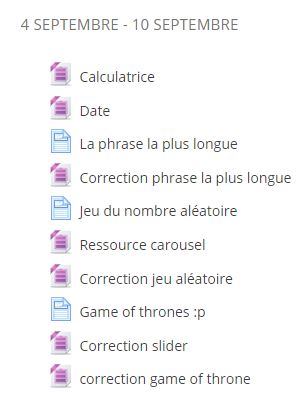 4 SEPTEMBRE - 10 SEPTEMBRE
Calculatrice
Date
La phrase la plus longue
Correction phrase la plus longue
Jeu du nombre aléatoire
Ressource carousel
Correction jeu aléatoire
Game of thrones :p
Correction slider
correction game of throne